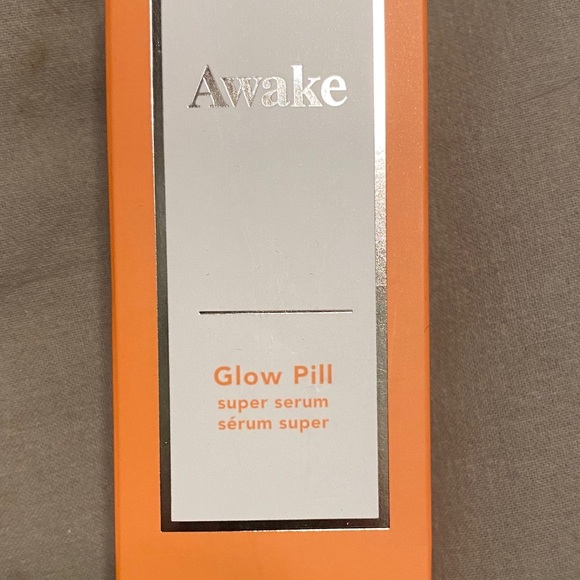 Awake
Glow Pill
super serum
sérum super